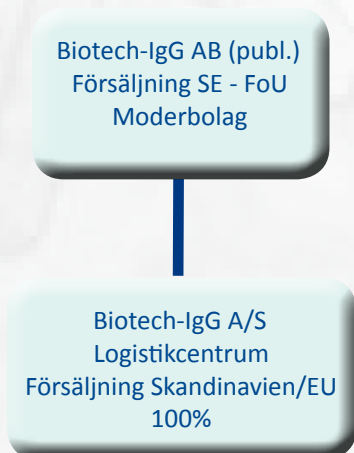 Biotech-IgG AB (publ.)
Försäljning SE - FoU
Moderbolag
Biotech-IgG A/S
Logistikcentrum
Försäljning Skandinavien/EU
100%